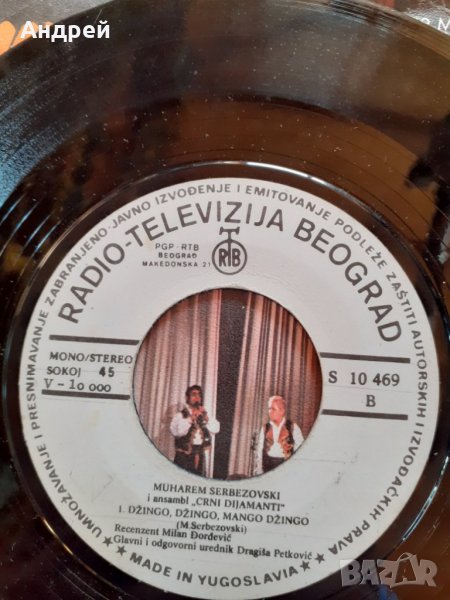 Андрей
UMNOŽAVANJE I PRESNIMAVANJE ZABRANJENO·JAVNO IZVOĐENJE I EMITOVANJE PODLEŽE ZAŠTITI AUTORSKIH I IZVOĐAČKIH PRAVA
RADIO-TELEVIZIJA BEOGRAD
PGP-RTB
BEOGRAD
MAKEDONSKA 21
RTB
MONO/STEREO
SOKOJ 45
V-10 000
S 10 469
B
MUHAREM SERBEZOVSKI
i ansambl „CRNI DIJAMANTI"
1. DŽINGO, DŽINGO, MANGO DŽINGO
(M.Serbezovski)
Recenzent Milan Đorđević
Glavni i odgovorni urednik Dragiša Petković
★ MADE IN YUGOSLAVIA ★
BAZAR